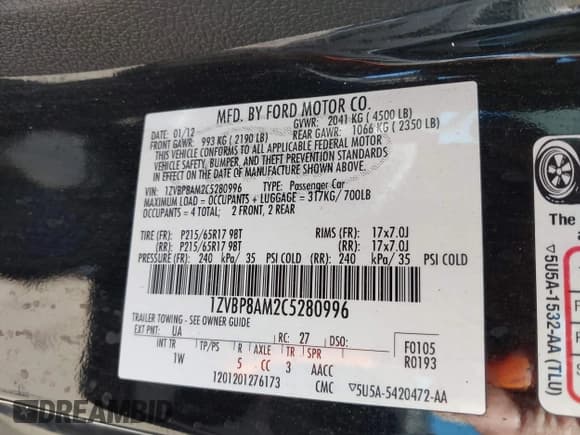 MFD. BY FORD MOTOR CO.
DATE: 01/12 GVWR: 2041 KG ( 4500 LB)
FRONT GAWR: 993 KG ( 2190 LB) REAR GAWR: 1066 KG ( 2350 LB)
THIS VEHICLE CONFORMS TO ALL APPLICABLE FEDERAL MOTOR
VEHICLE SAFETY, BUMPER, AND THEFT PREVENTION STANDARDS
IN EFFECT ON THE DATE OF MANUFACTURE SHOWN ABOVE.
VIN: 1ZVBP8AM2C5280996 TYPE: Passenger Car
MAXIMUM LOAD = OCCUPANTS + LUGGAGE = 317KG/700LB
OCCUPANTS = 4 TOTAL; 2 FRONT, 2 REAR
TIRE (FR): P215/65R17 98T RIMS (FR): 17x7.0J
(RR): P215/65R17 98T (RR): 17x7.0J
PRESSURE (FR): 240 kPa/ 35 PSI COLD (RR): 240 kPa/ 35 PSI COLD
1ZVBP8AM2C5280996
TRAILER TOWING - SEE OWNER GUIDE
EXT PNT: UA RC: 27 DSO: F0105
INT TR TP/PS R AXLE TR SPR R0193
1W 5 CC 3 AACC
1201201276173 CMC ▽5U5A-5420472-AA
The
▽5U5A-1532-AA (TLU)
DREAMBID